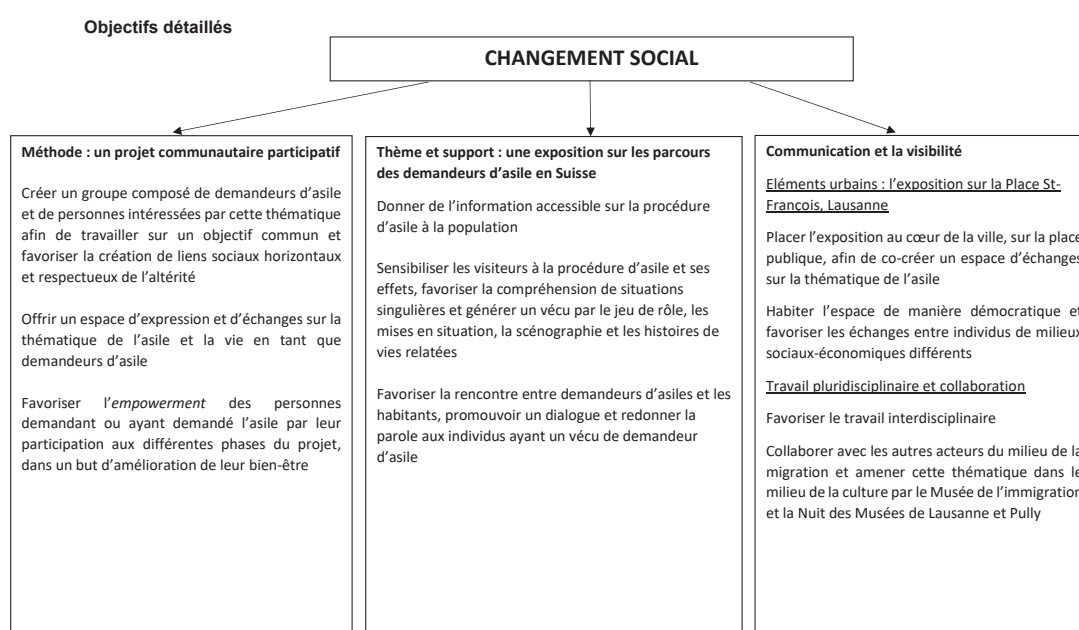 Objectifs détaillés
CHANGEMENT SOCIAL
Méthode : un projet communautaire participatif
Créer un groupe composé de demandeurs d'asile
et de personnes intéressées par cette thématique
afin de travailler sur un objectif commun et
favoriser la création de liens sociaux horizontaux
et respectueux de l'altérité
Offrir un espace d'expression et d'échanges sur la
thématique de l'asile et la vie en tant que
demandeurs d'asile
Favoriser l'empowerment des personnes
demandant ou ayant demandé l'asile par leur
participation aux différentes phases du projet,
dans un but d'amélioration de leur bien-être
Thème et support : une exposition sur les parcours
des demandeurs d'asile en Suisse
Donner de l'information accessible sur la procédure
d'asile à la population
Sensibiliser les visiteurs à la procédure d'asile et ses
effets, favoriser la compréhension de situations
singulières et générer un vécu par le jeu de rôle, les
mises en situation, la scénographie et les histoires de
vies relatées
Favoriser la rencontre entre demandeurs d'asiles et les
habitants, promouvoir un dialogue et redonner la
parole aux individus ayant un vécu de demandeur
d'asile
Communication et la visibilité
Eléments urbains : l'exposition sur la Place St-
François, Lausanne
Placer l'exposition au cœur de la ville, sur la place
publique, afin de co-créer un espace d'échanges
sur la thématique de l'asile
Habiter l'espace de manière démocratique et
favoriser les échanges entre individus de milieux
sociaux-économiques différents
Travail pluridisciplinaire et collaboration
Favoriser le travail interdisciplinaire
Collaborer avec les autres acteurs du milieu de la
migration et amener cette thématique dans le
milieu de la culture par le Musée de l'immigration
et la Nuit des Musées de Lausanne et Pully